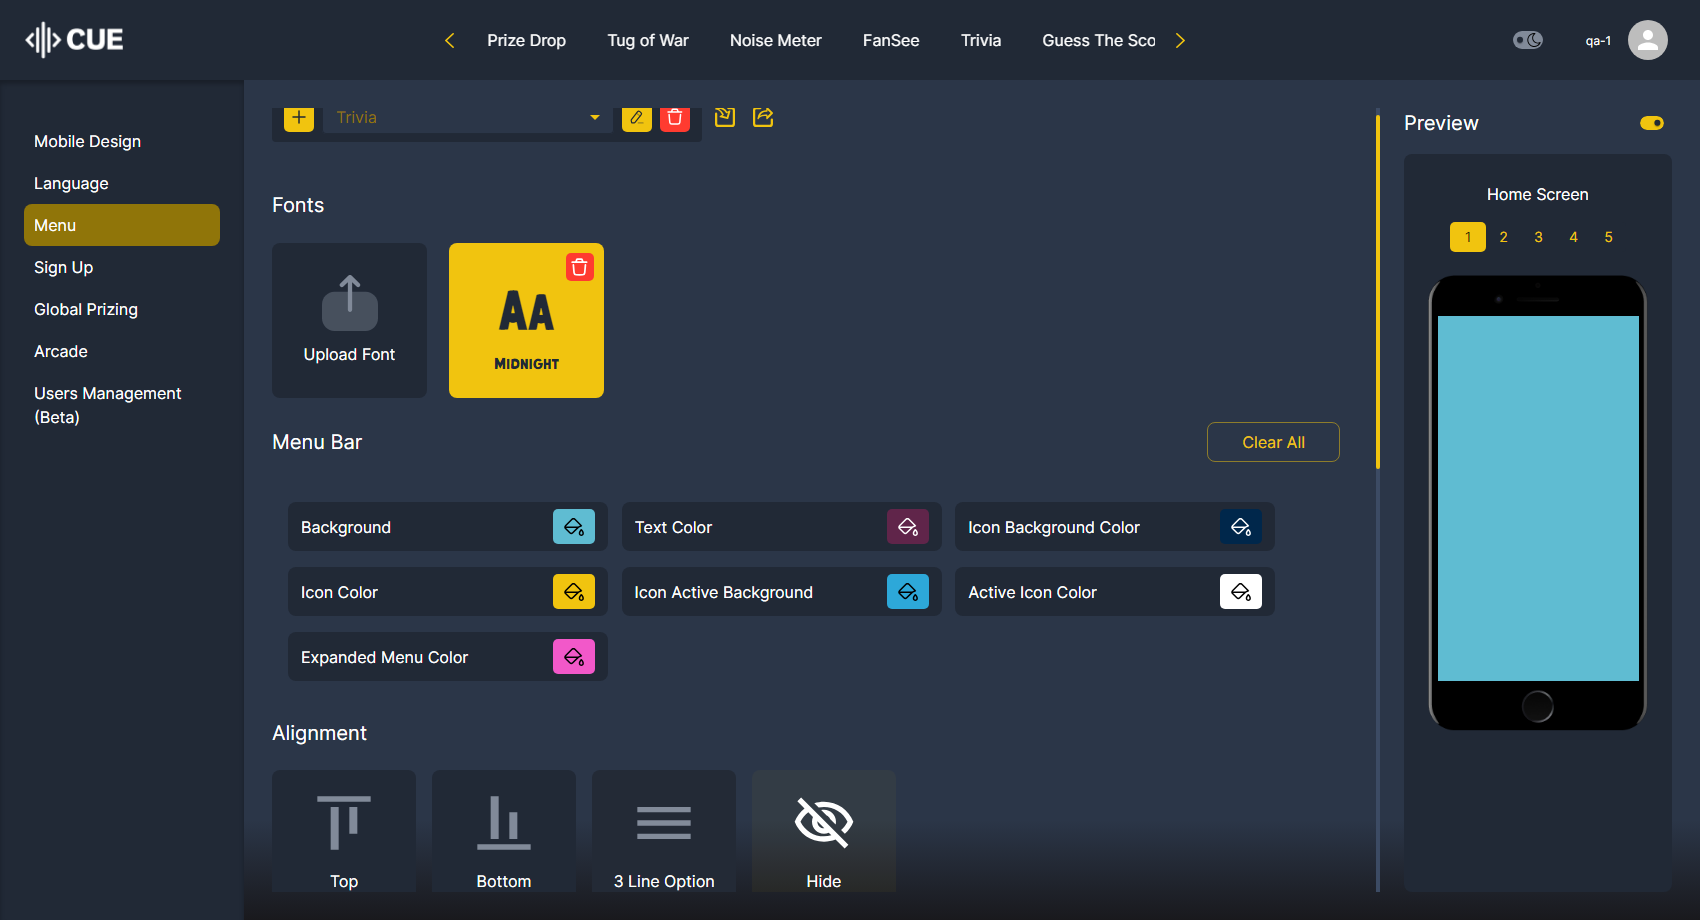 CUE
Prize Drop
Tug of War
Noise Meter
FanSee
Trivia
Guess The Sco
qa-1
Mobile Design
Language
Menu
Sign Up
Global Prizing
Arcade
Users Management
(Beta)
Trivia
Fonts
Upload Font
AA
MIDNIGHT
Menu Bar
Clear All
Background
Text Color
Icon Background Color
Icon Color
Icon Active Background
Active Icon Color
Expanded Menu Color
Alignment
Top
Bottom
3 Line Option
Hide
Preview
Home Screen
1 2 3 4 5